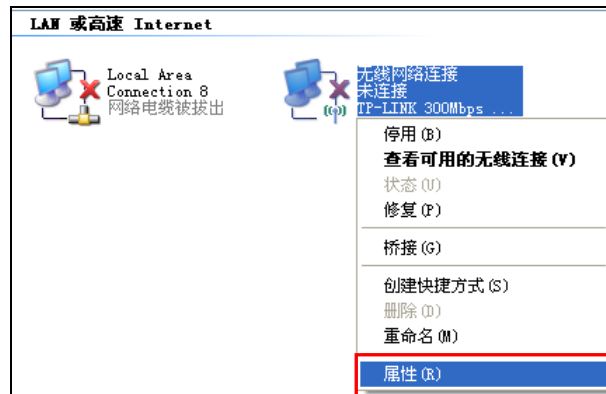 LAN 或高速 Internet
Local Area
Connection 8
网络电缆被拔出
无线网络连接
未连接
TP-LINK 300Mbps ...
停用(B)
查看可用的无线连接(V)
状态(U)
修复(P)
桥接(G)
创建快捷方式(S)
删除(D)
重命名(M)
属性(R)